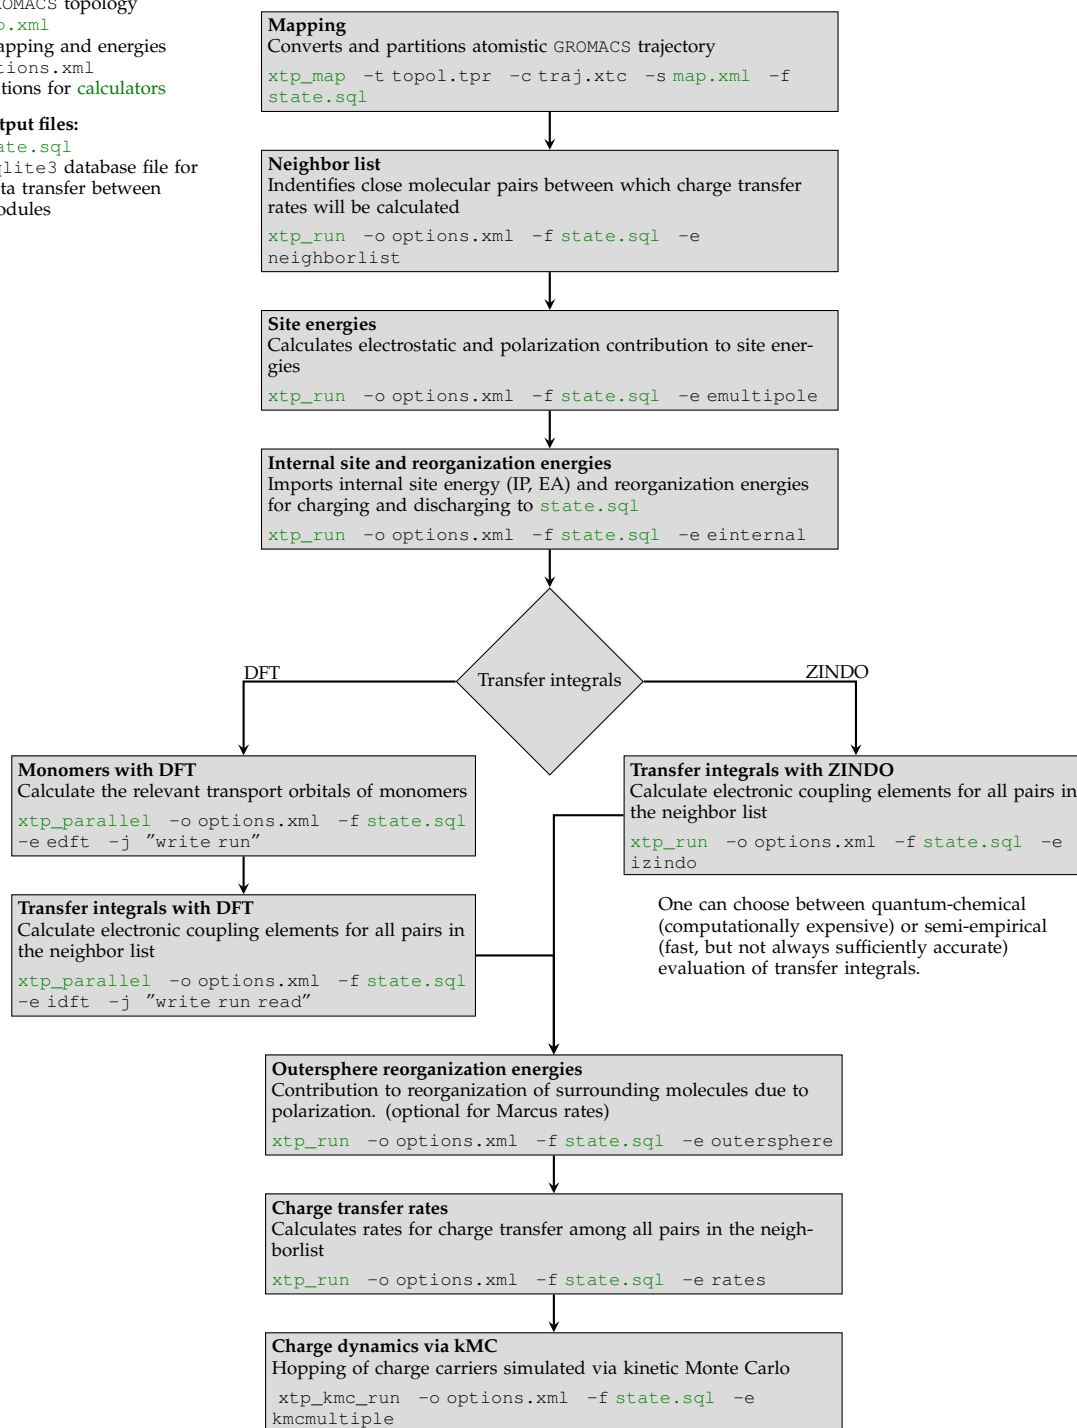 GROMACS topology
map.xml
mapping and energies
options.xml
options for calculators
output files:
state.sql
sqlite3 database file for
data transfer between
modules
Mapping
Converts and partitions atomistic GROMACS trajectory
xtp_map -t topol.tpr -c traj.xtc -s map.xml -f
state.sql
Neighbor list
Indentifies close molecular pairs between which charge transfer
rates will be calculated
xtp_run -o options.xml -f state.sql -e
neighborlist
Site energies
Calculates electrostatic and polarization contribution to site ener-
gies
xtp_run -o options.xml -f state.sql -e emultipole
Internal site and reorganization energies
Imports internal site energy (IP, EA) and reorganization energies
for charging and discharging to state.sql
xtp_run -o options.xml -f state.sql -e einternal
DFT
Transfer integrals
ZINDO
Monomers with DFT
Calculate the relevant transport orbitals of monomers
xtp_parallel -o options.xml -f state.sql
-e edft -j "write run"
Transfer integrals with DFT
Calculate electronic coupling elements for all pairs in
the neighbor list
xtp_parallel -o options.xml -f state.sql
-e idft -j "write run read"
Transfer integrals with ZINDO
Calculate electronic coupling elements for all pairs in
the neighbor list
xtp_run -o options.xml -f state.sql -e
izindo
One can choose between quantum-chemical
(computationally expensive) or semi-empirical
(fast, but not always sufficiently accurate)
evaluation of transfer integrals.
Outersphere reorganization energies
Contribution to reorganization of surrounding molecules due to
polarization. (optional for Marcus rates)
xtp_run -o options.xml -f state.sql -e outersphere
Charge transfer rates
Calculates rates for charge transfer among all pairs in the neigh-
borlist
xtp_run -o options.xml -f state.sql -e rates
Charge dynamics via kMC
Hopping of charge carriers simulated via kinetic Monte Carlo
xtp_kmc_run -o options.xml -f state.sql -e
kmcmultiple